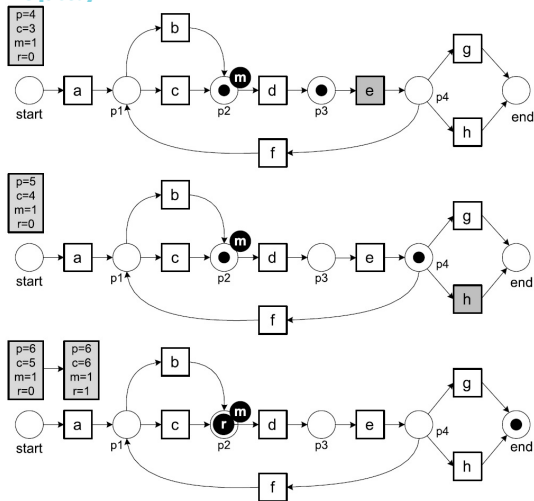 p=4
c=3
m=1
r=0
b
g
m
a
c
d
e
start
p1
p2
p3
p4
end
f
h
p=5
c=4
m=1
r=0
b
g
m
a
c
d
e
start
p1
p2
p3
p4
end
f
h
p=6
c=5
m=1
r=0
p=6
c=6
m=1
r=1
b
g
m
a
c
r
d
e
start
p1
p2
p3
p4
end
f
h